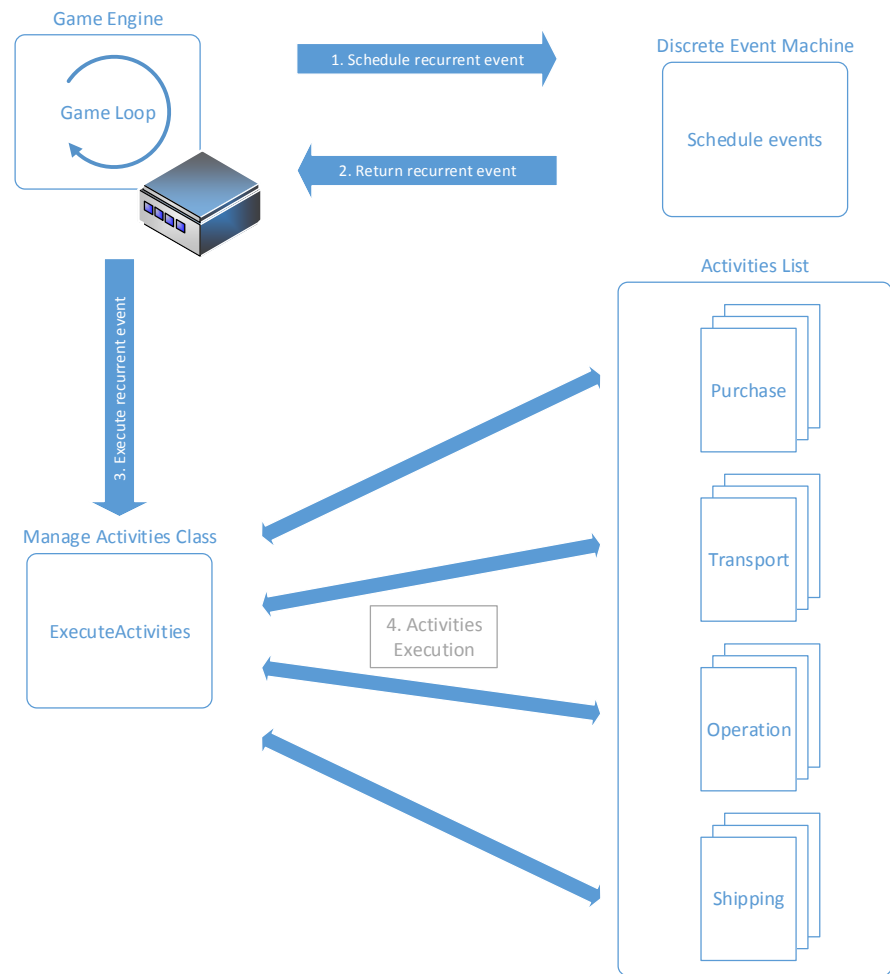 Game Engine
Game Loop
1. Schedule recurrent event
Discrete Event Machine
Schedule events
2. Return recurrent event
3. Execute recurrent event
Activities List
Purchase
Transport
Operation
Shipping
Manage Activities Class
ExecuteActivities
4. Activities
Execution